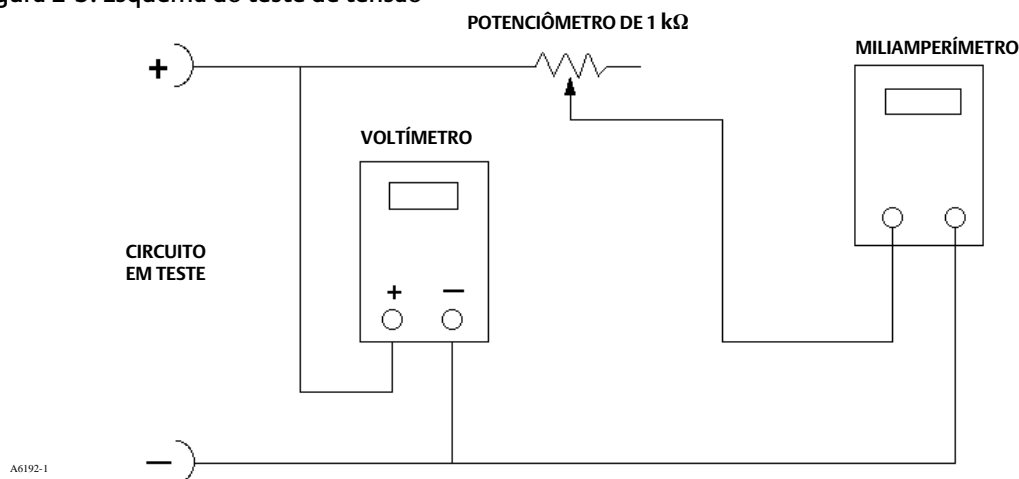 POTENCIÔMETRO DE 1 kΩ
MILIAMPERÍMETRO
+
VOLTÍMETRO
CIRCUITO
EM TESTE
+ —
—
A6192-1